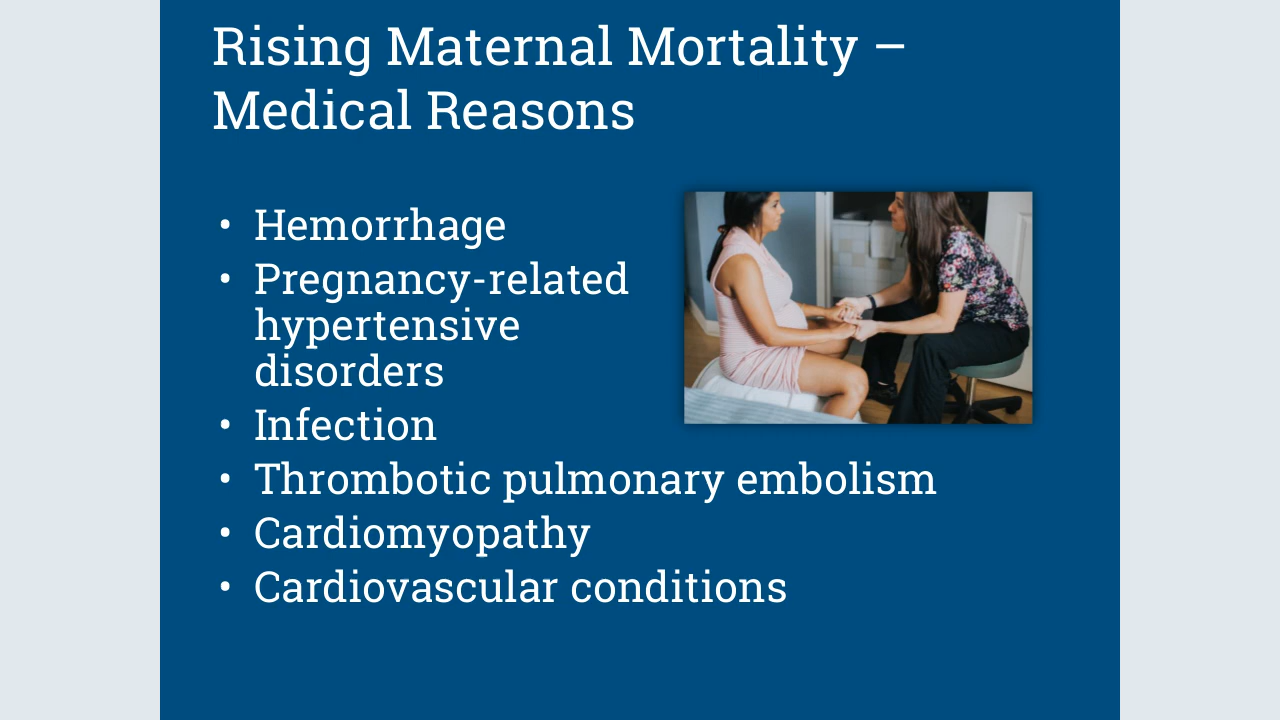 Rising Maternal Mortality –
Medical Reasons
• Hemorrhage
• Pregnancy-related
hypertensive
disorders
• Infection
• Thrombotic pulmonary embolism
• Cardiomyopathy
• Cardiovascular conditions